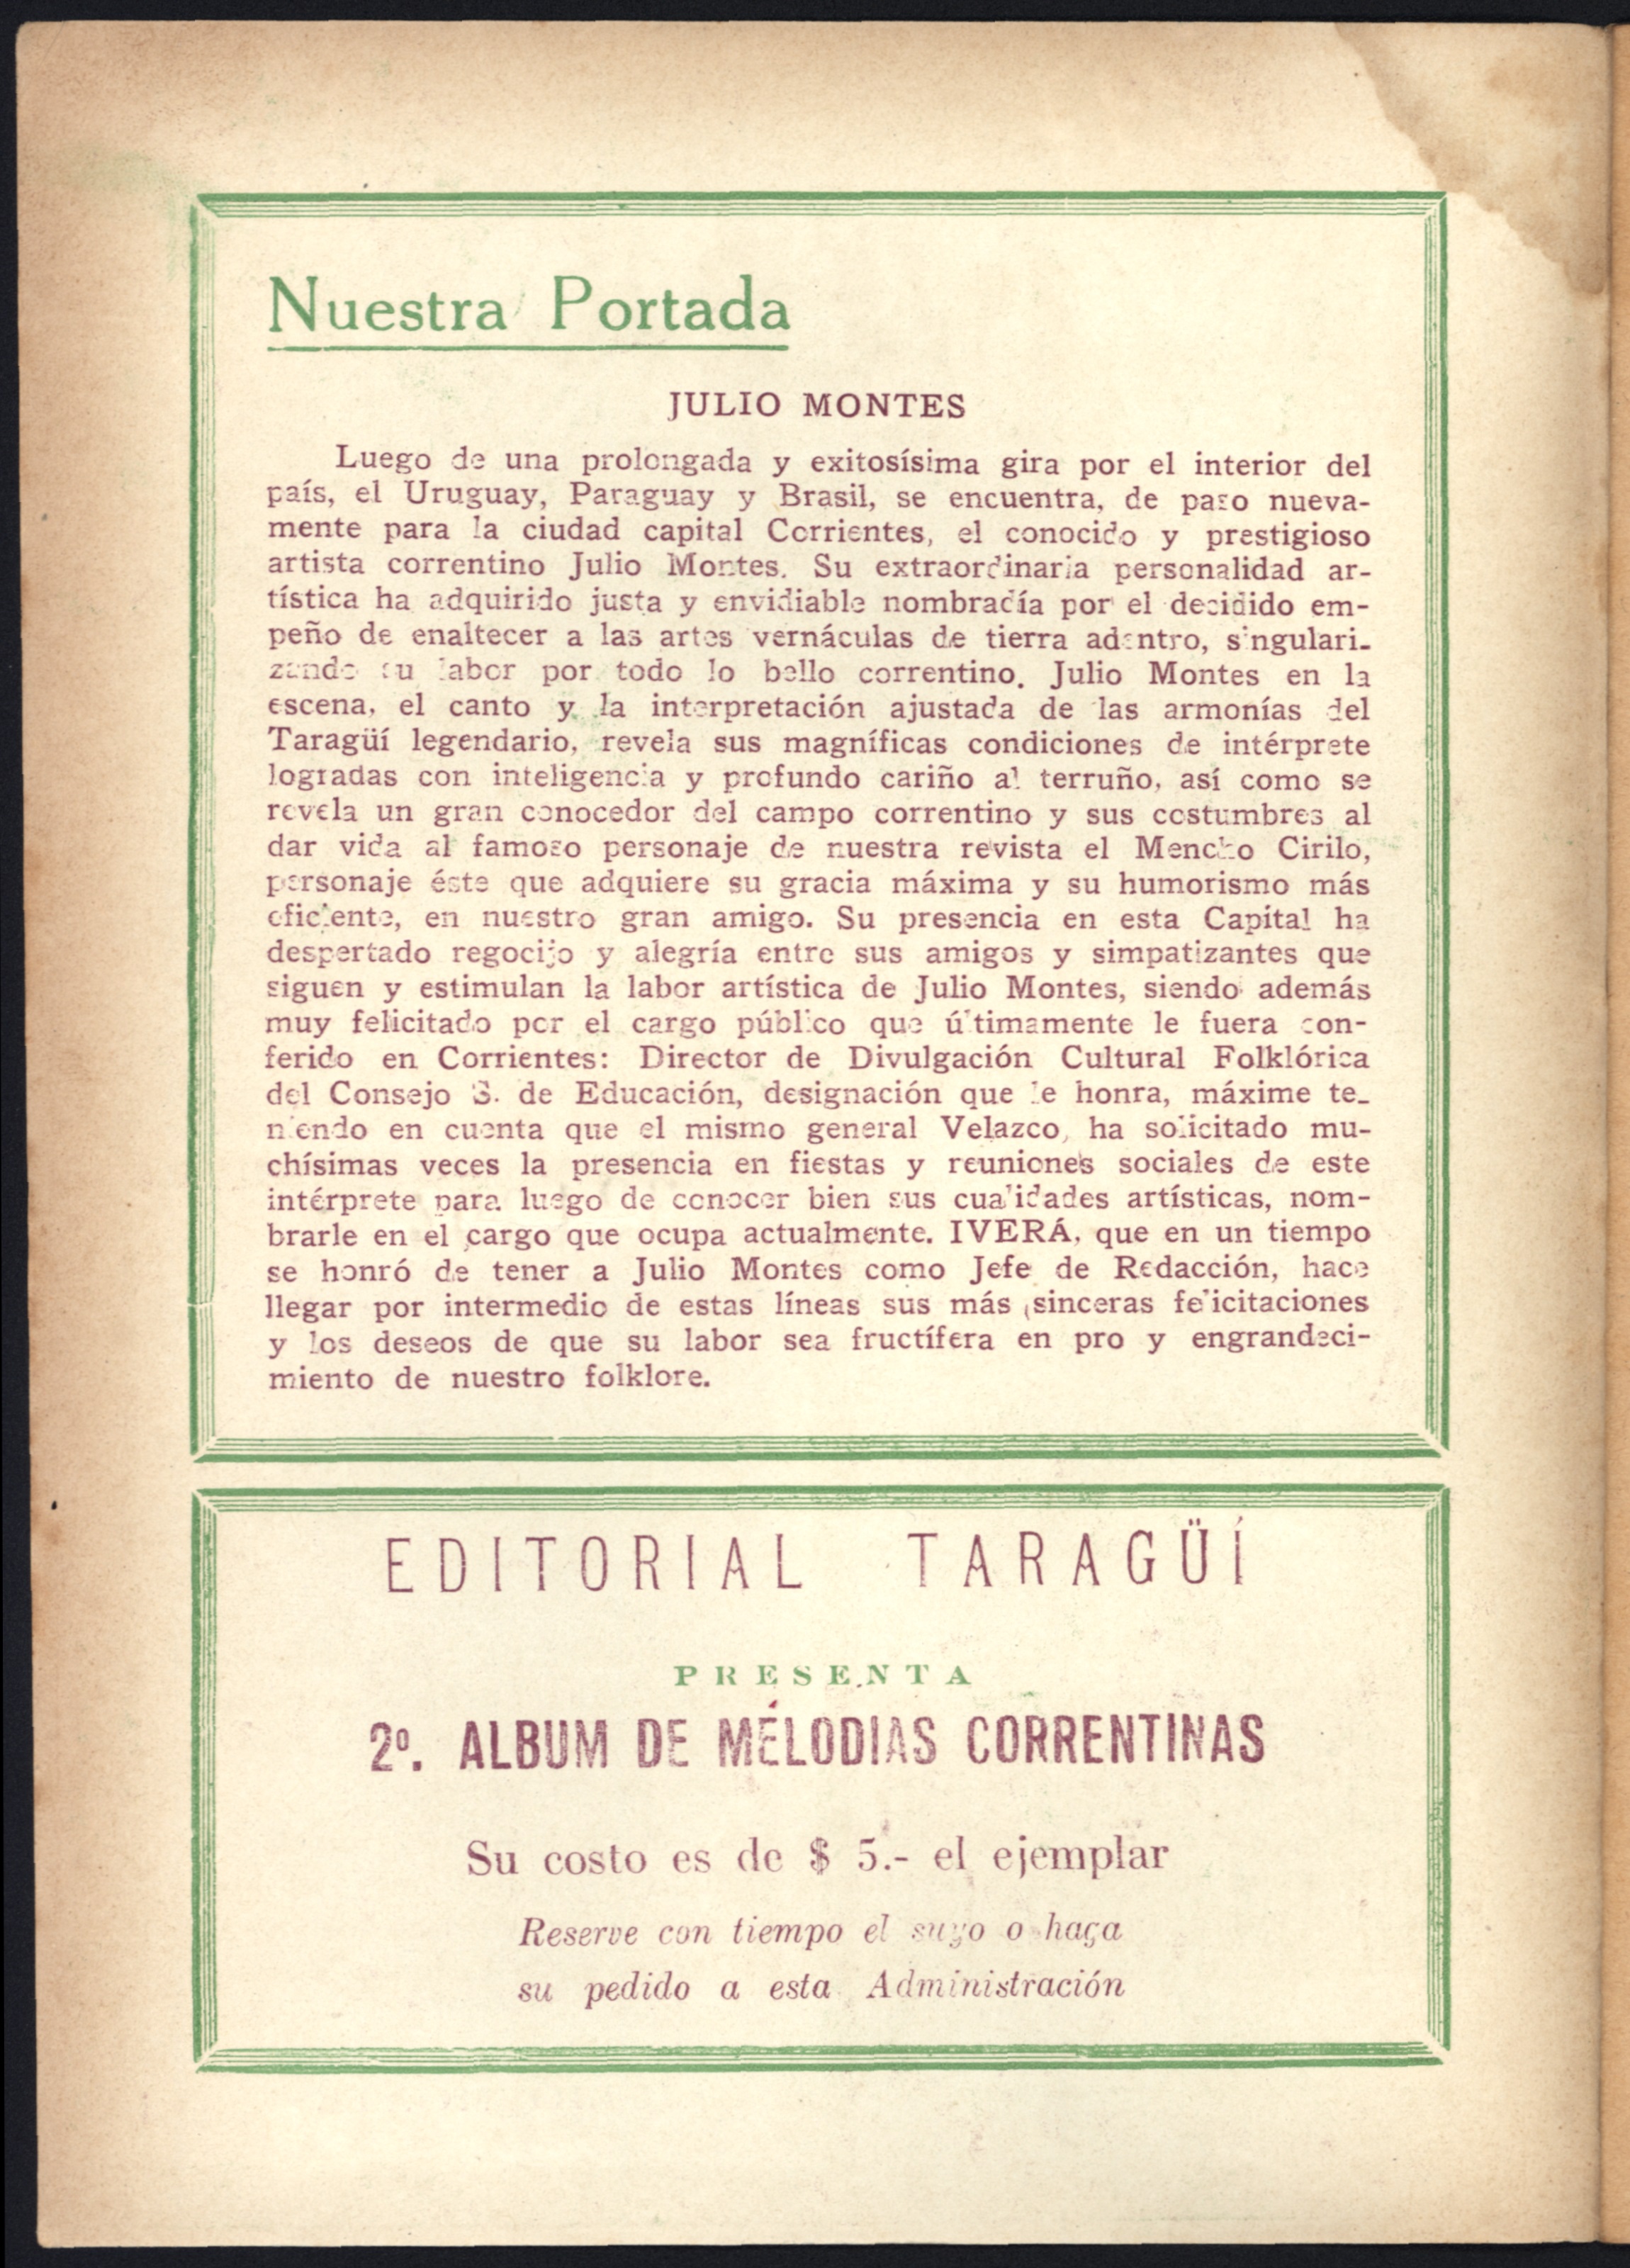 Nuestra Portada
JULIO MONTES
Luego de una prolongada y exitosísima gira por el interior del
país, el Uruguay, Paraguay y Brasil, se encuentra, de paso nueva-
mente para la ciudad capital Corrientes, el conocido y prestigioso
artista correntino Julio Montes. Su extraordinaria personalidad ar-
tística ha adquirido justa y envidiable nombradía por el decidido em-
peño de enaltecer a las artes vernáculas de tierra adentro, singulari-
zando su labor por todo lo bello correntino. Julio Montes en la
escena, el canto y la interpretación ajustada de las armonías del
Taragüí legendario, revela sus magníficas condiciones de intérprete
logradas con inteligencia y profundo cariño al terruño, así como se
revela un gran conocedor del campo correntino y sus costumbres al
dar vida al famoso personaje de nuestra revista el Mencho Cirilo,
personaje éste que adquiere su gracia máxima y su humorismo más
eficiente, en nuestro gran amigo. Su presencia en esta Capital ha
despertado regocijo y alegría entre sus amigos y simpatizantes que
siguen y estimulan la labor artística de Julio Montes, siendo además
muy felicitado por el cargo público que últimamente le fuera con-
ferido en Corrientes: Director de Divulgación Cultural Folklórica
del Consejo S. de Educación, designación que le honra, máxime te-
niendo en cuenta que el mismo general Velazco, ha solicitado mu-
chísimas veces la presencia en fiestas y reuniones sociales de este
intérprete para luego de conocer bien sus cualidades artísticas, nom-
brarle en el cargo que ocupa actualmente. IVERÁ, que en un tiempo
se honró de tener a Julio Montes como Jefe de Redacción, hace
llegar por intermedio de estas líneas sus más sinceras felicitaciones
y los deseos de que su labor sea fructífera en pro y engrandeci-
miento de nuestro folklore.
EDITORIAL TARAGÜÍ
PRESENTA
2º. ALBUM DE MÉLODIAS CORRENTINAS
Su costo es de $ 5.- el ejemplar
Reserve con tiempo el suyo o haga
su pedido a esta Administración